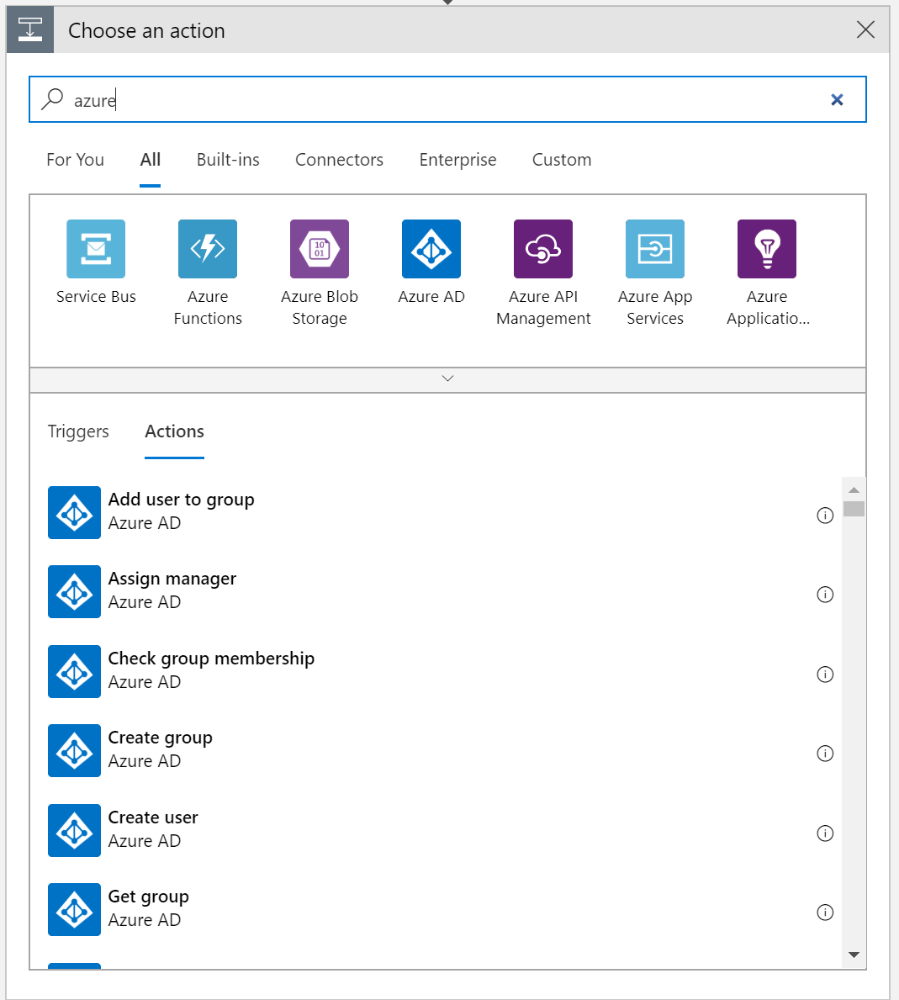 Choose an action
azure
For You All Built-ins Connectors Enterprise Custom
Service Bus
Azure Functions
Azure Blob Storage
10
01
Azure AD
Azure API Management
Azure App Services
Azure Applicatio...
Triggers Actions
Add user to group
Azure AD
Assign manager
Azure AD
Check group membership
Azure AD
Create group
Azure AD
Create user
Azure AD
Get group
Azure AD